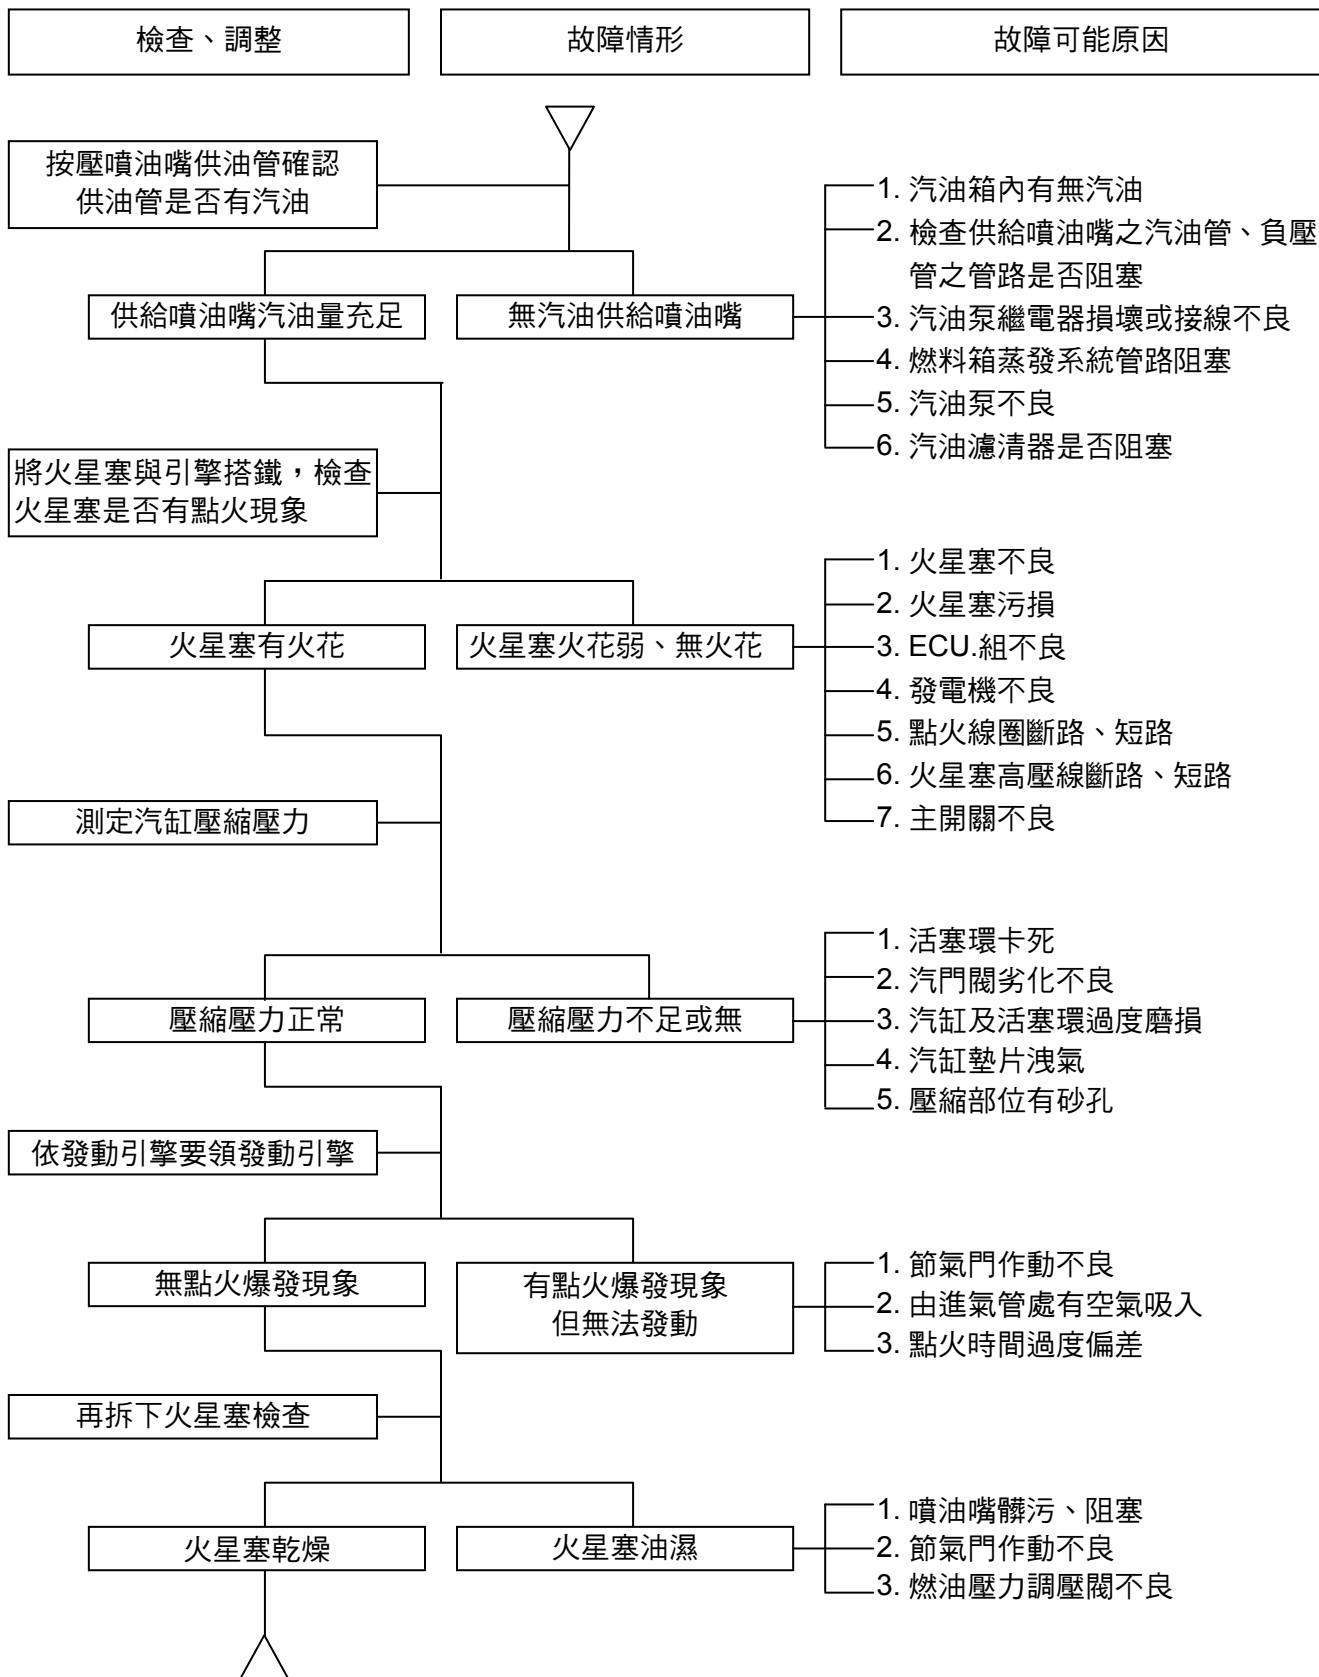 檢查、調整
故障情形
故障可能原因
按壓噴油嘴供油管確認
供油管是否有汽油
供給噴油嘴汽油量充足
無汽油供給噴油嘴
1. 汽油箱內有無汽油
2. 檢查供給噴油嘴之汽油管、負壓
管之管路是否阻塞
3. 汽油泵繼電器損壞或接線不良
4. 燃料箱蒸發系統管路阻塞
5. 汽油泵不良
6. 汽油濾清器是否阻塞
將火星塞與引擎搭鐵，檢查
火星塞是否有點火現象
火星塞有火花
火星塞火花弱、無火花
1. 火星塞不良
2. 火星塞污損
3. ECU.組不良
4. 發電機不良
5. 點火線圈斷路、短路
6. 火星塞高壓線斷路、短路
7. 主開關不良
測定汽缸壓縮壓力
壓縮壓力正常
壓縮壓力不足或無
1. 活塞環卡死
2. 汽門閥劣化不良
3. 汽缸及活塞環過度磨損
4. 汽缸墊片洩氣
5. 壓縮部位有砂孔
依發動引擎要領發動引擎
無點火爆發現象
有點火爆發現象
但無法發動
1. 節氣門作動不良
2. 由進氣管處有空氣吸入
3. 點火時間過度偏差
再拆下火星塞檢查
火星塞乾燥
火星塞油濕
1. 噴油嘴髒污、阻塞
2. 節氣門作動不良
3. 燃油壓力調壓閥不良